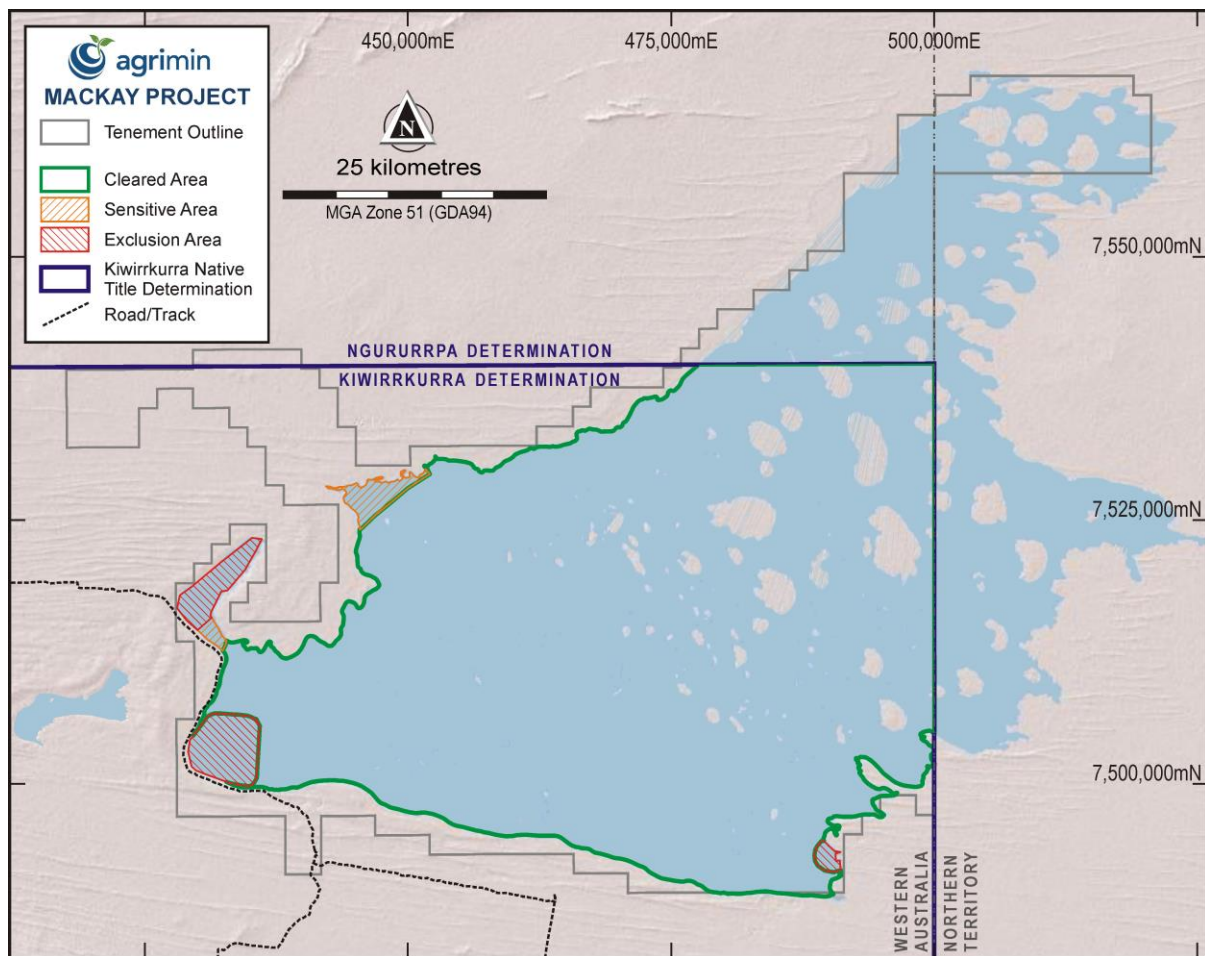 agrimin
MACKAY PROJECT
Tenement Outline
Cleared Area
Sensitive Area
Exclusion Area
Kiwirrkurra Native
Title Determination
Road/Track
N
25 kilometres
MGA Zone 51 (GDA94)
450,000mE
475,000mE
500,000mE
7,550,000mN
NGURURRPA DETERMINATION
KIWIRRKURRA DETERMINATION
7,525,000mN
7,500,000mN
WESTERN
AUSTRALIA
NORTHERN
TERRITORY